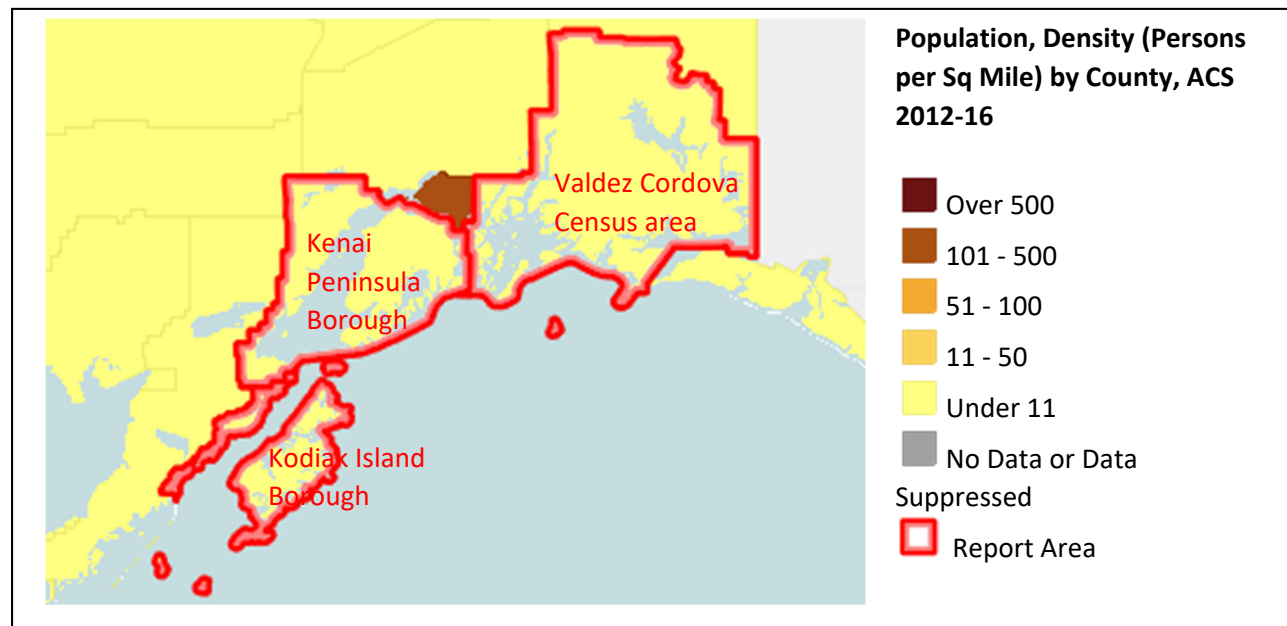 Population, Density (Persons
per Sq Mile) by County, ACS
2012-16
Over 500
101 - 500
51 - 100
11 - 50
Under 11
No Data or Data
Suppressed
Report Area
Valdez Cordova
Census area
Kenai
Peninsula
Borough
Kodiak Island
Borough